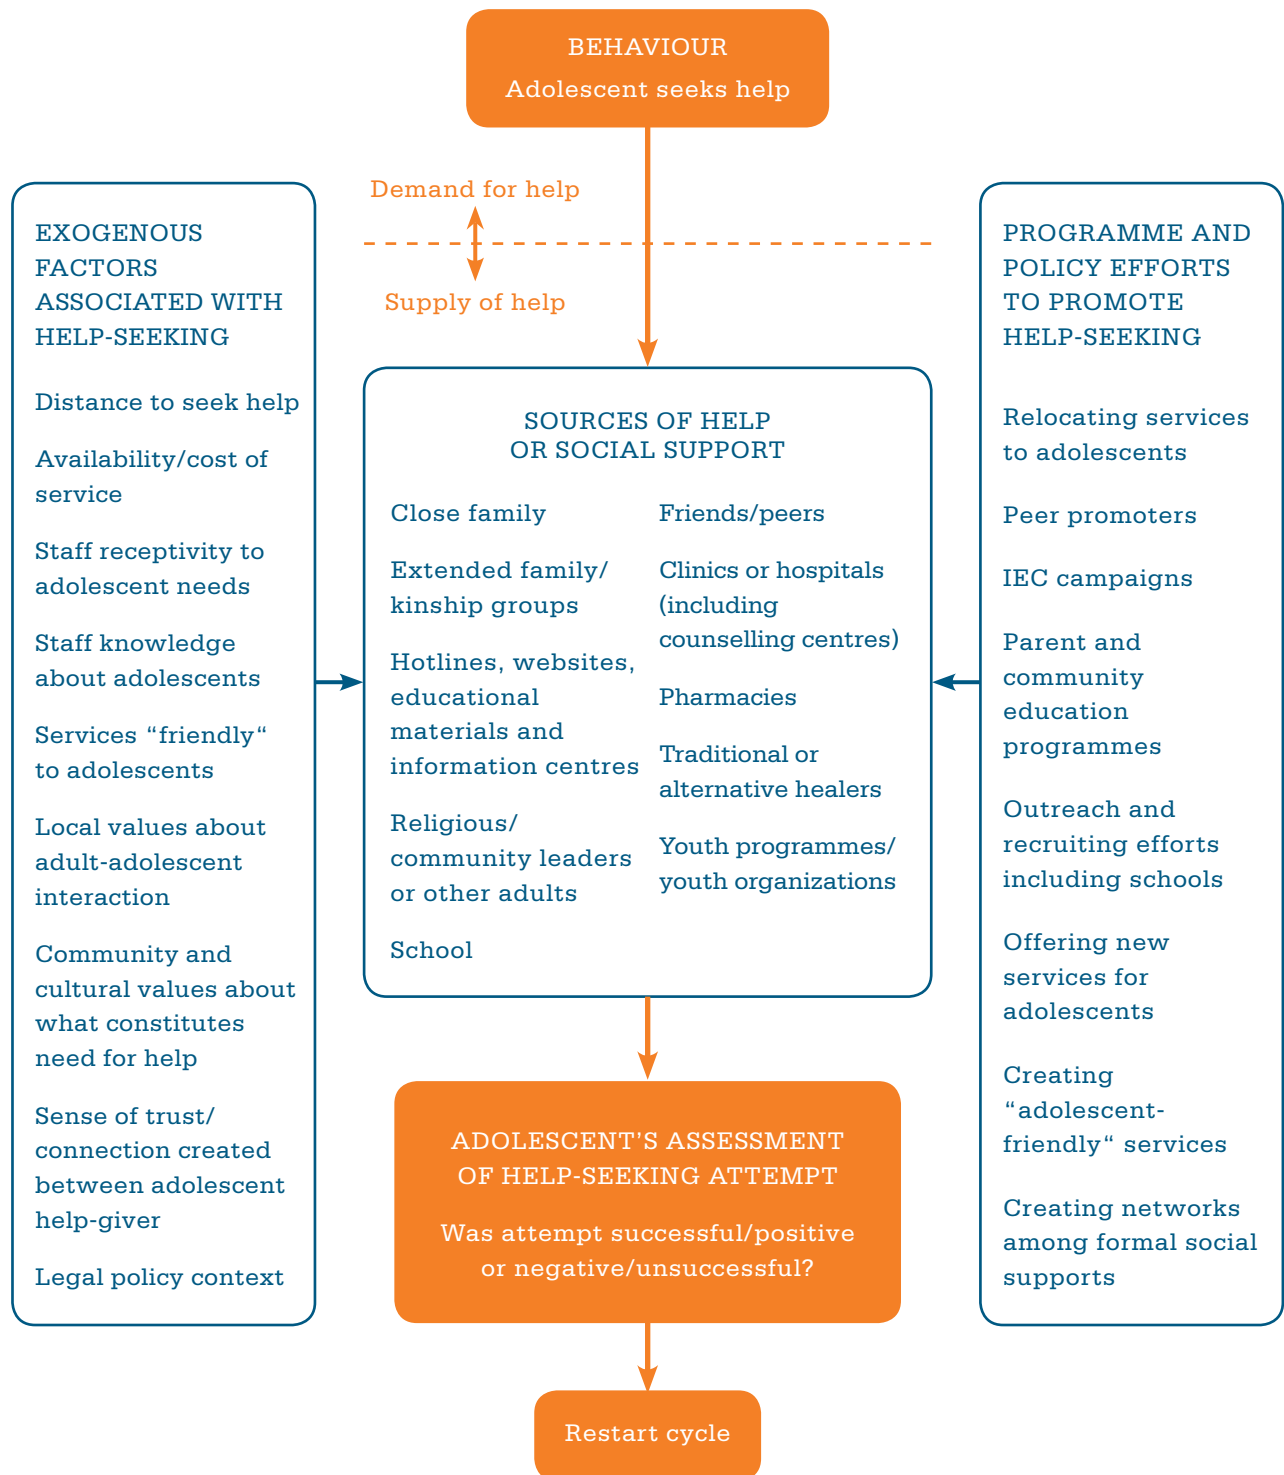 BEHAVIOUR
Adolescent seeks help
Demand for help
Supply of help
EXOGENOUS
FACTORS
ASSOCIATED WITH
HELP-SEEKING
Distance to seek help
Availability/cost of
service
Staff receptivity to
adolescent needs
Staff knowledge
about adolescents
Services “friendly“
to adolescents
Local values about
adult-adolescent
interaction
Community and
cultural values about
what constitutes
need for help
Sense of trust/
connection created
between adolescent
help-giver
Legal policy context
SOURCES OF HELP
OR SOCIAL SUPPORT
Close family
Extended family/
kinship groups
Hotlines, websites,
educational
materials and
information centres
Religious/
community leaders
or other adults
School
Friends/peers
Clinics or hospitals
(including
counselling centres)
Pharmacies
Traditional or
alternative healers
Youth programmes/
youth organizations
PROGRAMME AND
POLICY EFFORTS
TO PROMOTE
HELP-SEEKING
Relocating services
to adolescents
Peer promoters
IEC campaigns
Parent and
community
education
programmes
Outreach and
recruiting efforts
including schools
Offering new
services for
adolescents
Creating
“adolescent-
friendly“ services
Creating networks
among formal social
supports
ADOLESCENT’S ASSESSMENT
OF HELP-SEEKING ATTEMPT
Was attempt successful/positive
or negative/unsuccessful?
Restart cycle